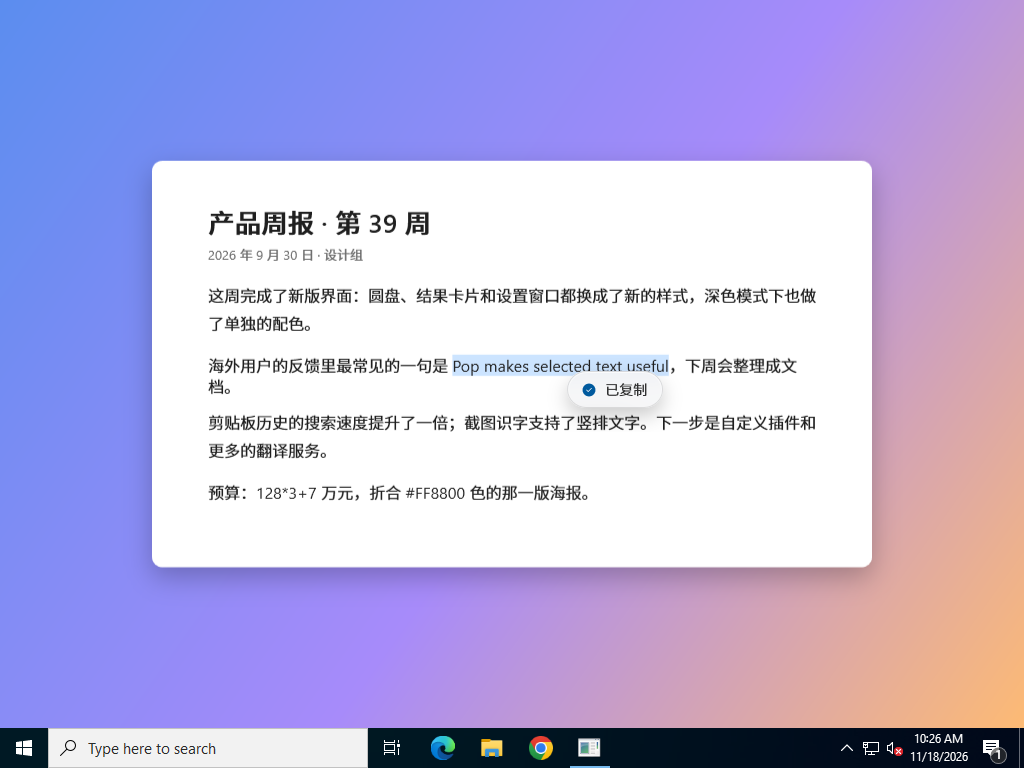 产品周报 · 第 39 周
2026 年 9 月 30 日 · 设计组
这周完成了新版界面：圆盘、结果卡片和设置窗口都换成了新的样式，深色模式下也做
了单独的配色。
海外用户的反馈里最常见的一句是 Pop makes selected text useful，下周会整理成文
档。
已复制
剪贴板历史的搜索速度提升了一倍；截图识字支持了竖排文字。下一步是自定义插件和
更多的翻译服务。
预算：128*3+7 万元，折合 #FF8800 色的那一版海报。
Type here to search
10:26 AM
11/18/2026
1